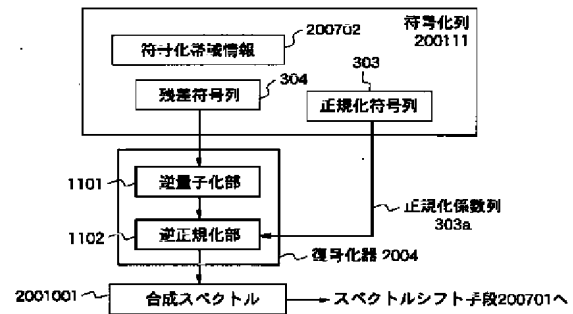 符号化列
200111
200702
符号化帯域情報
304
303
残差符号列
正規化符号列
1101
逆量子化部
1102
逆正規化部
正規化係数列
303a
復号化器 2004
2001001
合成スペクトル
スペクトルシフト手段200701へ